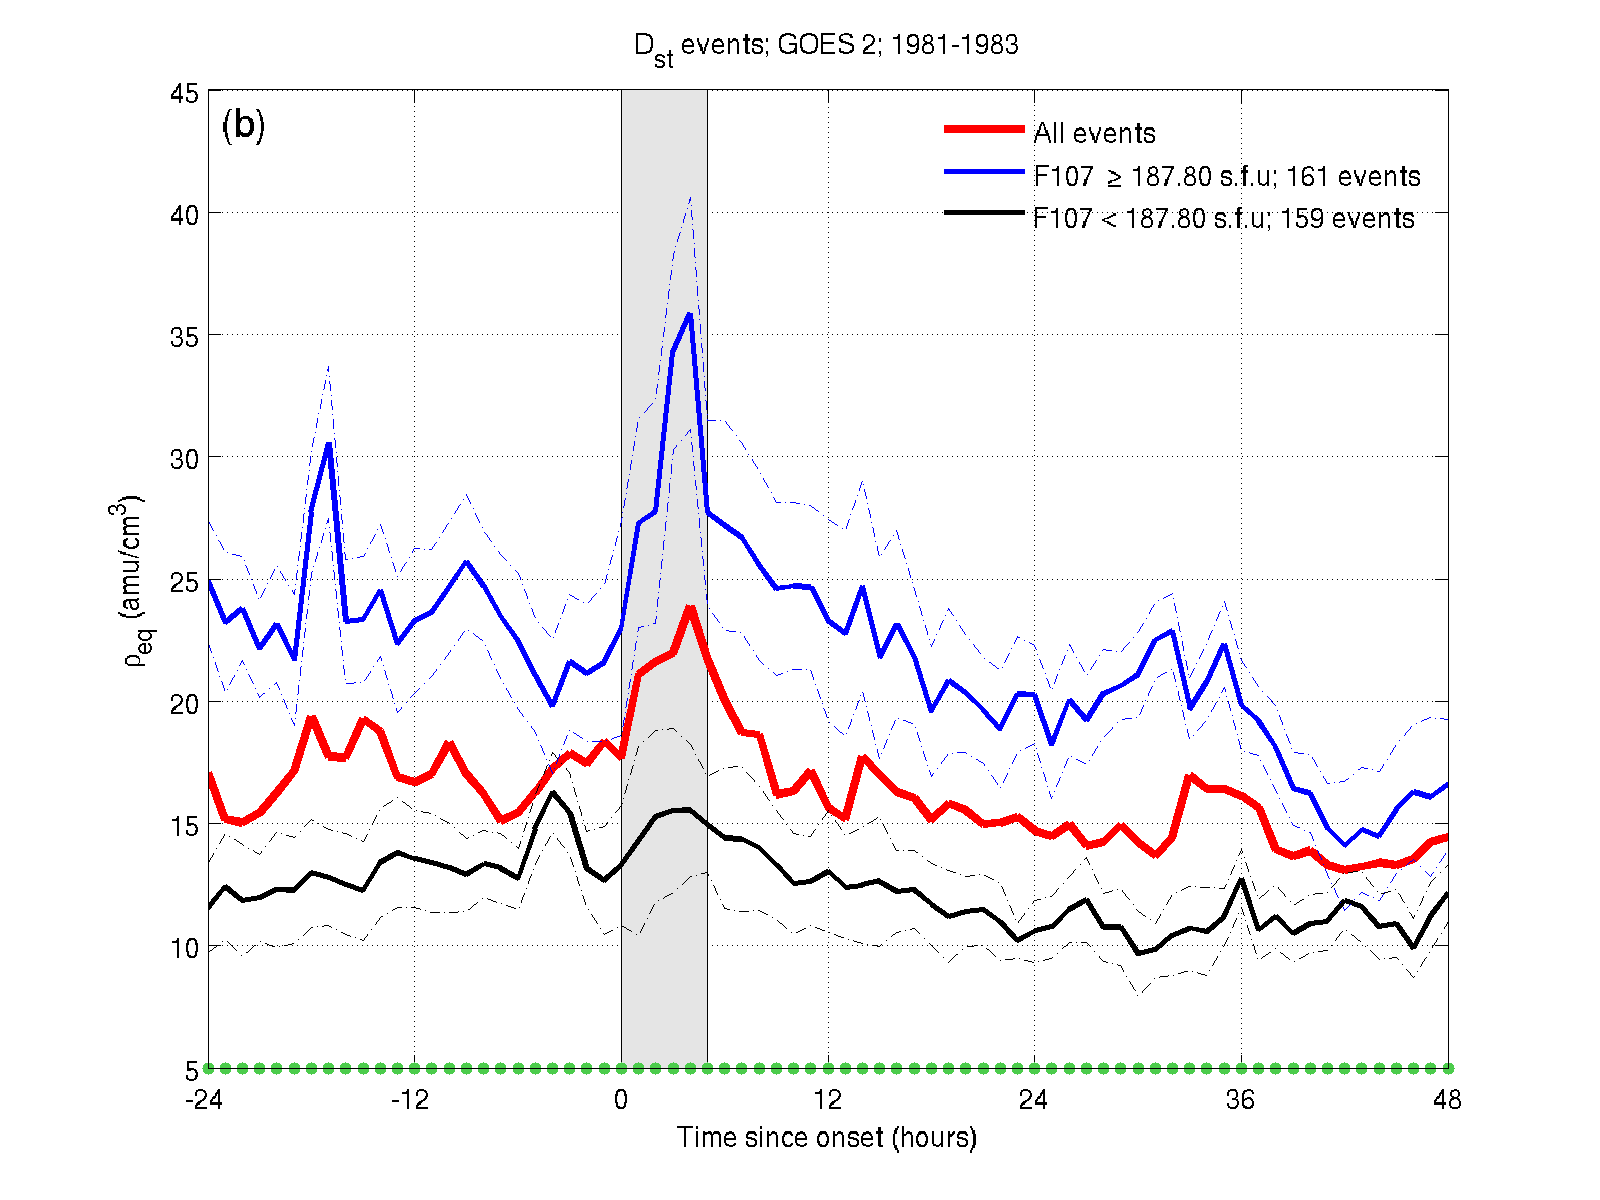 D_st events; GOES 2; 1981-1983
(b)
All events
F107 ≥ 187.80 s.f.u; 161 events
F107 < 187.80 s.f.u; 159 events
45
40
35
30
25
20
15
10
5
ρ_eq (amu/cm³)
-24 -12 0 12 24 36 48
Time since onset (hours)